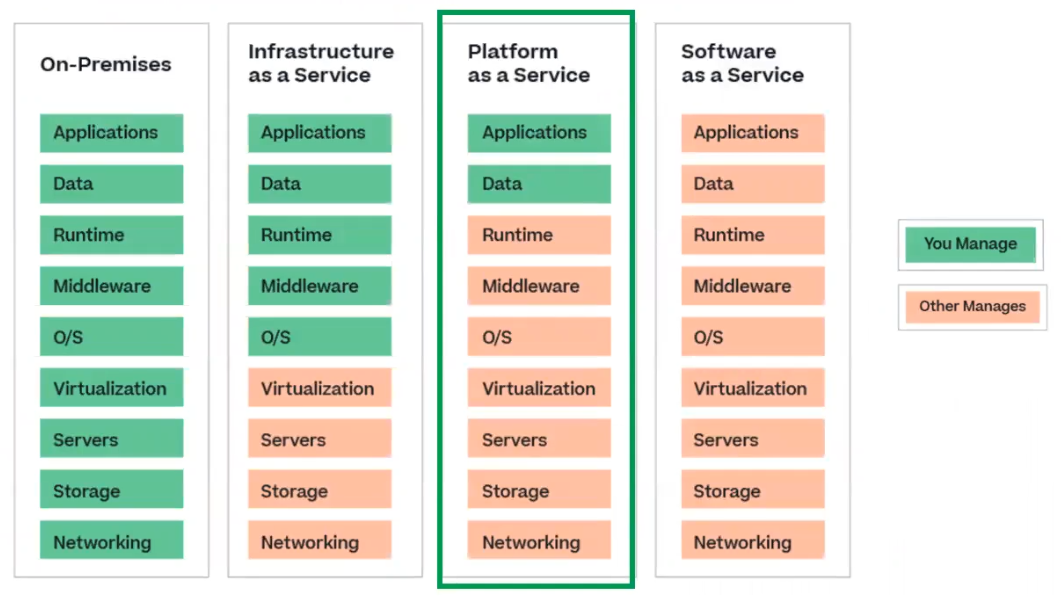 On-Premises
Applications
Data
Runtime
Middleware
O/S
Virtualization
Servers
Storage
Networking
Infrastructure
as a Service
Applications
Data
Runtime
Middleware
O/S
Virtualization
Servers
Storage
Networking
Platform
as a Service
Applications
Data
Runtime
Middleware
O/S
Virtualization
Servers
Storage
Networking
Software
as a Service
Applications
Data
Runtime
Middleware
O/S
Virtualization
Servers
Storage
Networking
You Manage
Other Manages